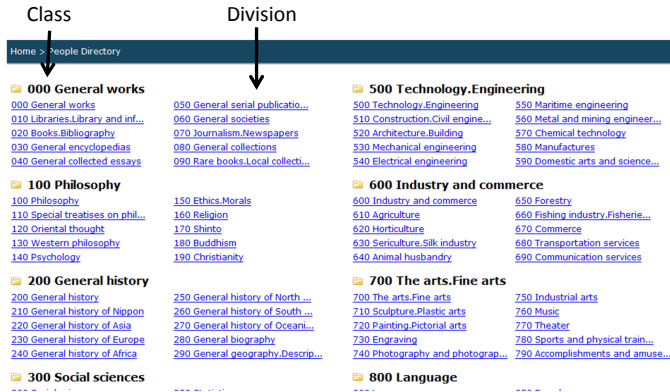 Class
Division
Home > People Directory
000 General works
000 General works
050 General serial publicatio...
010 Libraries.Library and inf...
060 General societies
020 Books.Bibliography
070 Journalism.Newspapers
030 General encyclopedias
080 General collections
040 General collected essays
090 Rare books.Local collecti...
100 Philosophy
100 Philosophy
150 Ethics.Morals
110 Special treatises on phil...
160 Religion
120 Oriental thought
170 Shinto
130 Western philosophy
180 Buddhism
140 Psychology
190 Christianity
200 General history
200 General history
250 General history of North ...
210 General history of Nippon
260 General history of South ...
220 General history of Asia
270 General history of Oceani...
230 General history of Europe
280 General biography
240 General history of Africa
290 General geography.Descrip...
300 Social sciences
500 Technology.Engineering
500 Technology.Engineering
550 Maritime engineering
510 Construction.Civil engine...
560 Metal and mining engineer...
520 Architecture.Building
570 Chemical technology
530 Mechanical engineering
580 Manufactures
540 Electrical engineering
590 Domestic arts and science...
600 Industry and commerce
600 Industry and commerce
650 Forestry
610 Agriculture
660 Fishing industry.Fisherie...
620 Horticulture
670 Commerce
630 Sericulture.Silk industry
680 Transportation services
640 Animal husbandry
690 Communication services
700 The arts.Fine arts
700 The arts.Fine arts
750 Industrial arts
710 Sculpture.Plastic arts
760 Music
720 Painting.Pictorial arts
770 Theater
730 Engraving
780 Sports and physical train...
740 Photography and photograp...
790 Accomplishments and amuse...
800 Language